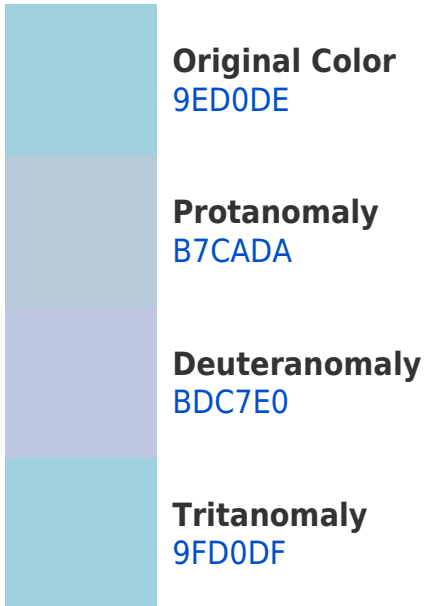 Original Color
9ED0DE
Protanomaly
B7CADA
Deuteranomaly
BDC7E0
Tritanomaly
9FD0DF